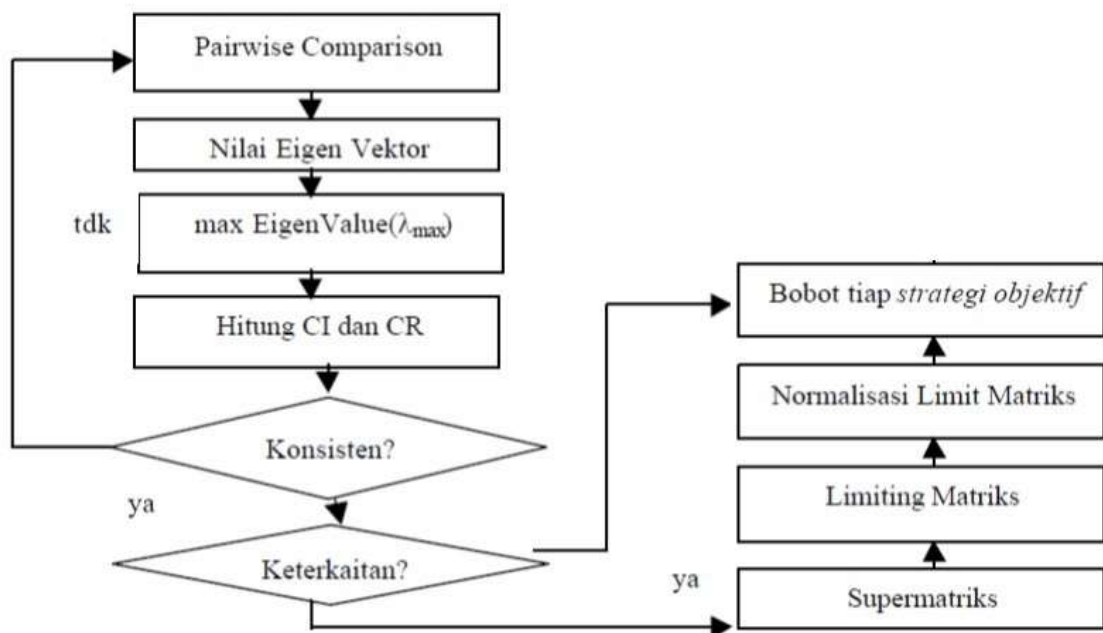 Pairwise Comparison
Nilai Eigen Vektor
tdk
max EigenValue(λmax)
Hitung CI dan CR
Konsisten?
ya
Keterkaitan?
ya
Bobot tiap strategi objektif
Normalisasi Limit Matriks
Limiting Matriks
Supermatriks